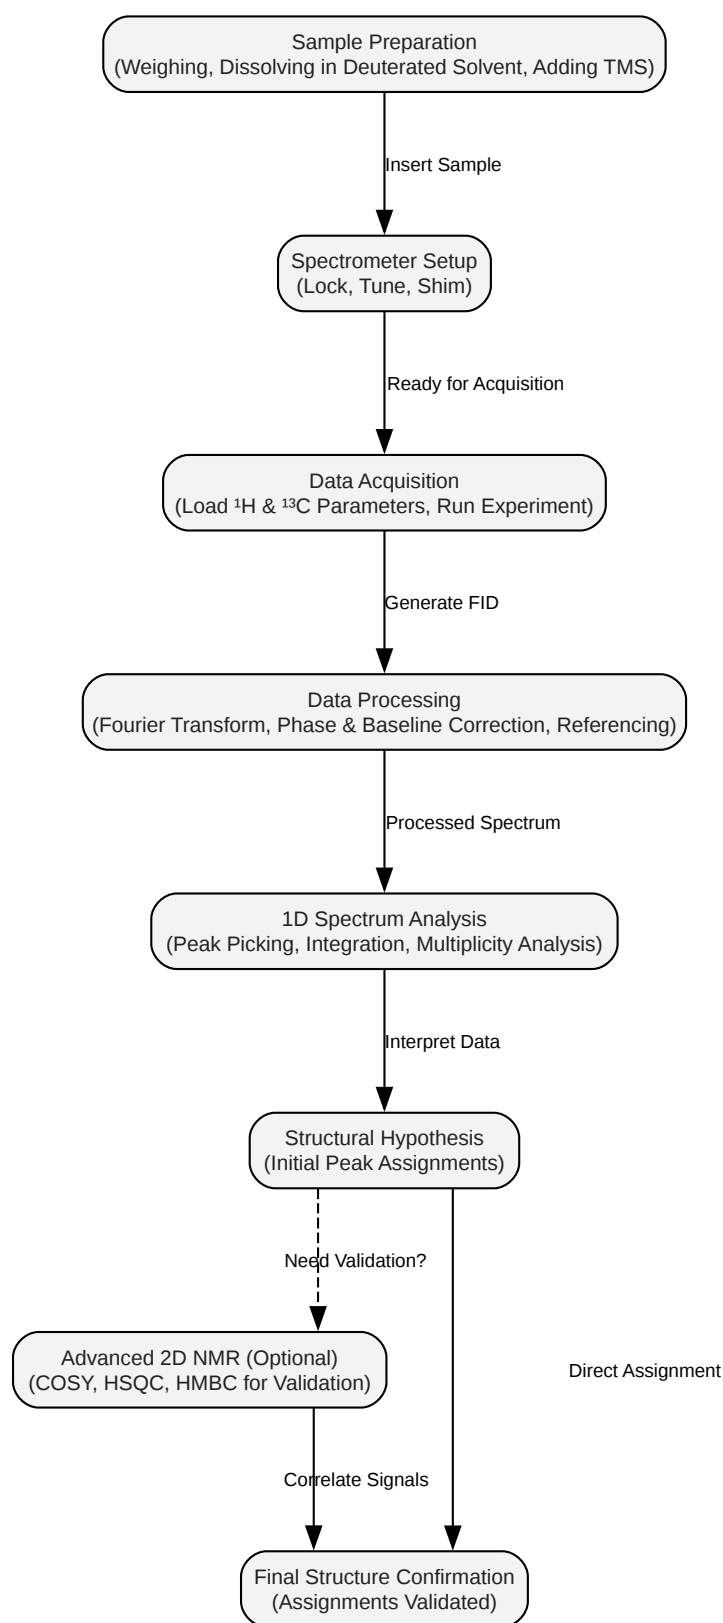 Sample Preparation
(Weighing, Dissolving in Deuterated Solvent, Adding TMS)
Insert Sample
Spectrometer Setup
(Lock, Tune, Shim)
Ready for Acquisition
Data Acquisition
(Load ¹H & ¹³C Parameters, Run Experiment)
Generate FID
Data Processing
(Fourier Transform, Phase & Baseline Correction, Referencing)
Processed Spectrum
1D Spectrum Analysis
(Peak Picking, Integration, Multiplicity Analysis)
Interpret Data
Structural Hypothesis
(Initial Peak Assignments)
Need Validation?
Advanced 2D NMR (Optional)
(COSY, HSQC, HMBC for Validation)
Direct Assignment
Correlate Signals
Final Structure Confirmation
(Assignments Validated)